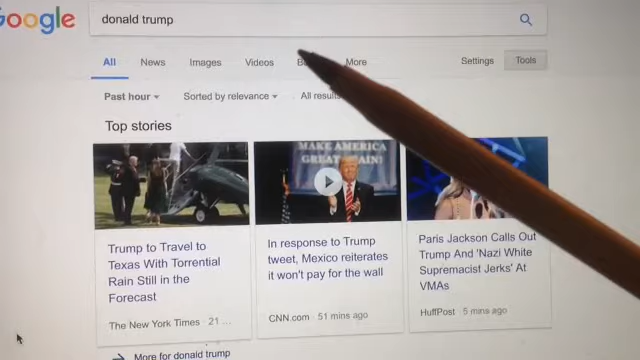 Google
donald trump
All News Images Videos More Settings Tools
Past hour Sorted by relevance All results
Top stories
MAKE AMERICA
GREAT AGAIN!
Trump to Travel to
Texas With Torrential
Rain Still in the
Forecast
The New York Times · 21 ...
In response to Trump
tweet, Mexico reiterates
it won't pay for the wall
CNN.com · 51 mins ago
Paris Jackson Calls Out
Trump And 'Nazi White
Supremacist Jerks' At
VMAs
HuffPost · 5 mins ago
More for donald trump